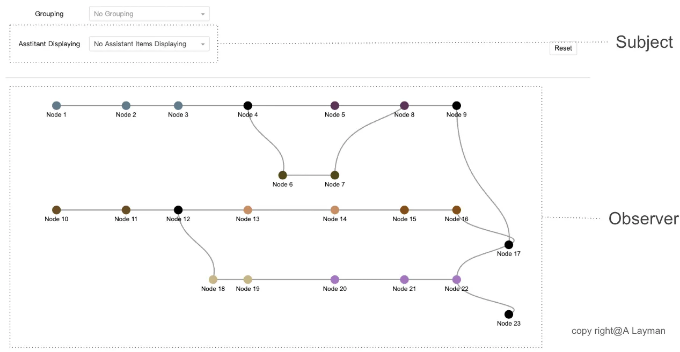 Grouping
No Grouping
Asstitant Displaying
No Assistant Items Displaying
Reset
Subject
Node 1
Node 2
Node 3
Node 4
Node 5
Node 8
Node 9
Node 6
Node 7
Node 10
Node 11
Node 12
Node 13
Node 14
Node 15
Node 16
Observer
Node 17
Node 18
Node 19
Node 20
Node 21
Node 22
Node 23
copy right@A Layman